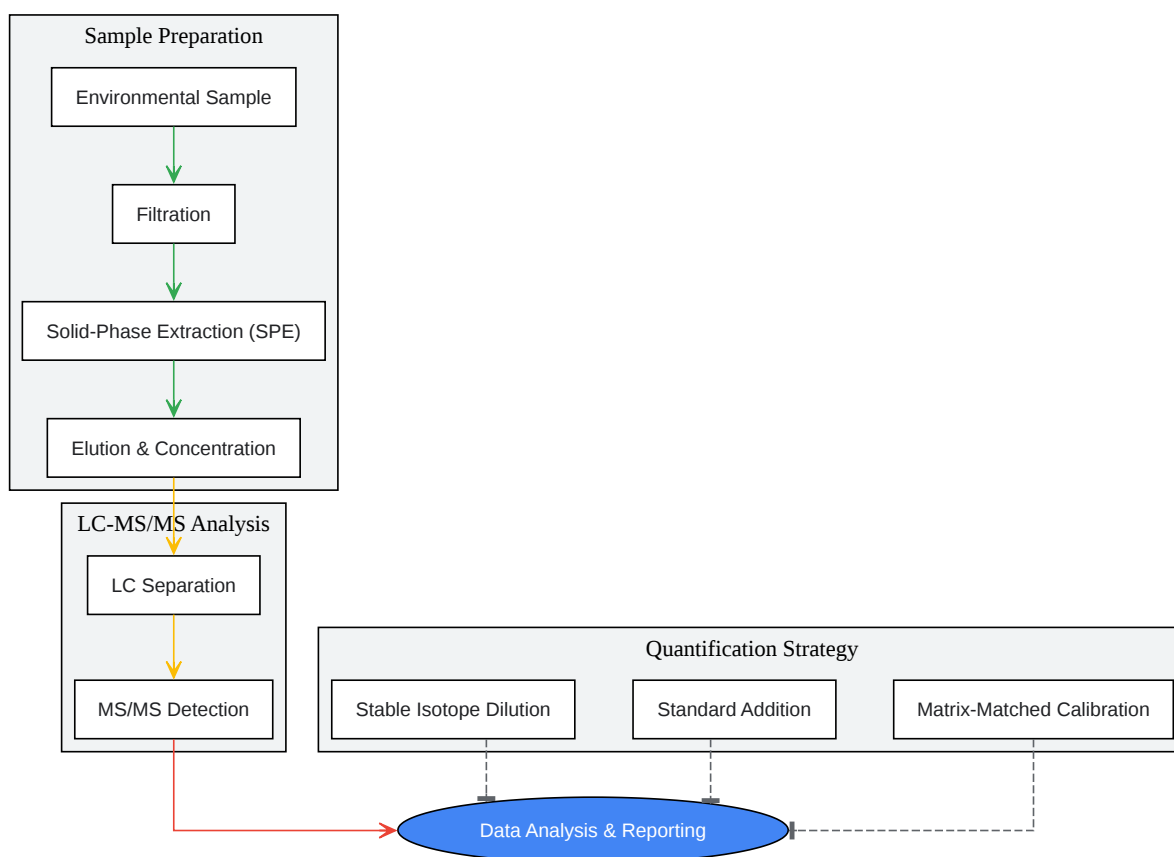 Sample Preparation
Environmental Sample
Filtration
Solid-Phase Extraction (SPE)
Elution & Concentration
LC-MS/MS Analysis
LC Separation
MS/MS Detection
Quantification Strategy
Stable Isotope Dilution
Standard Addition
Matrix-Matched Calibration
Data Analysis & Reporting